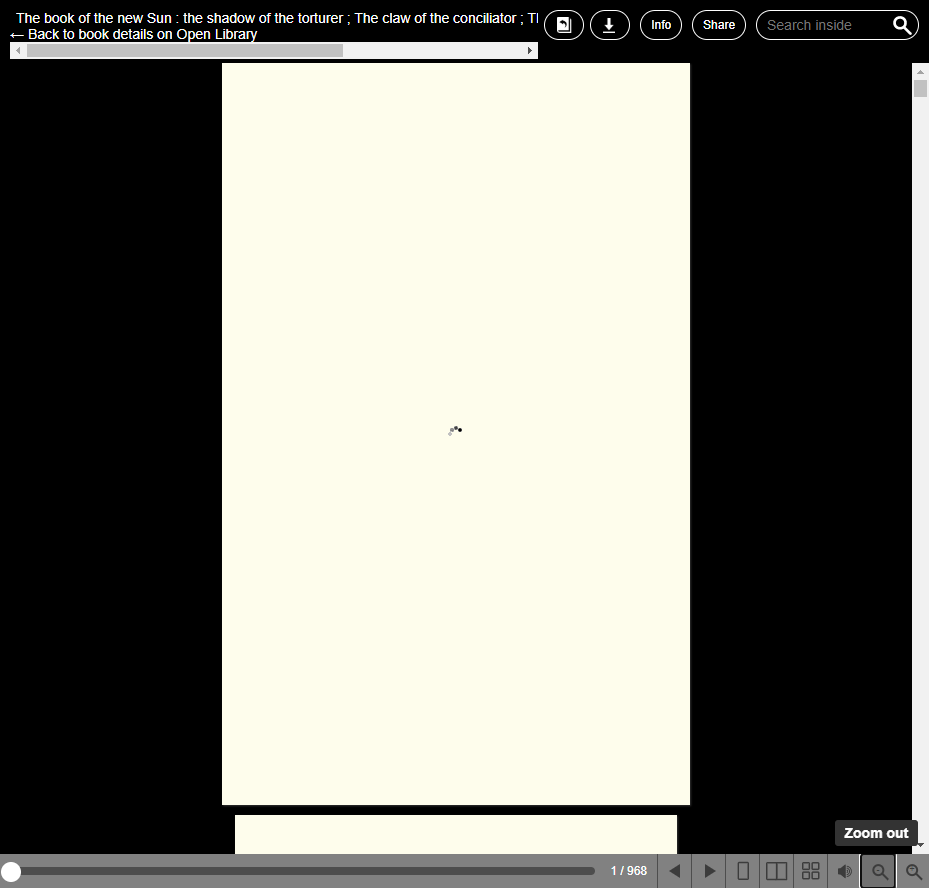 The book of the new Sun : the shadow of the torturer ; The claw of the conciliator ;
← Back to book details on Open Library
Info
Share
Search inside
Zoom out
1 / 968